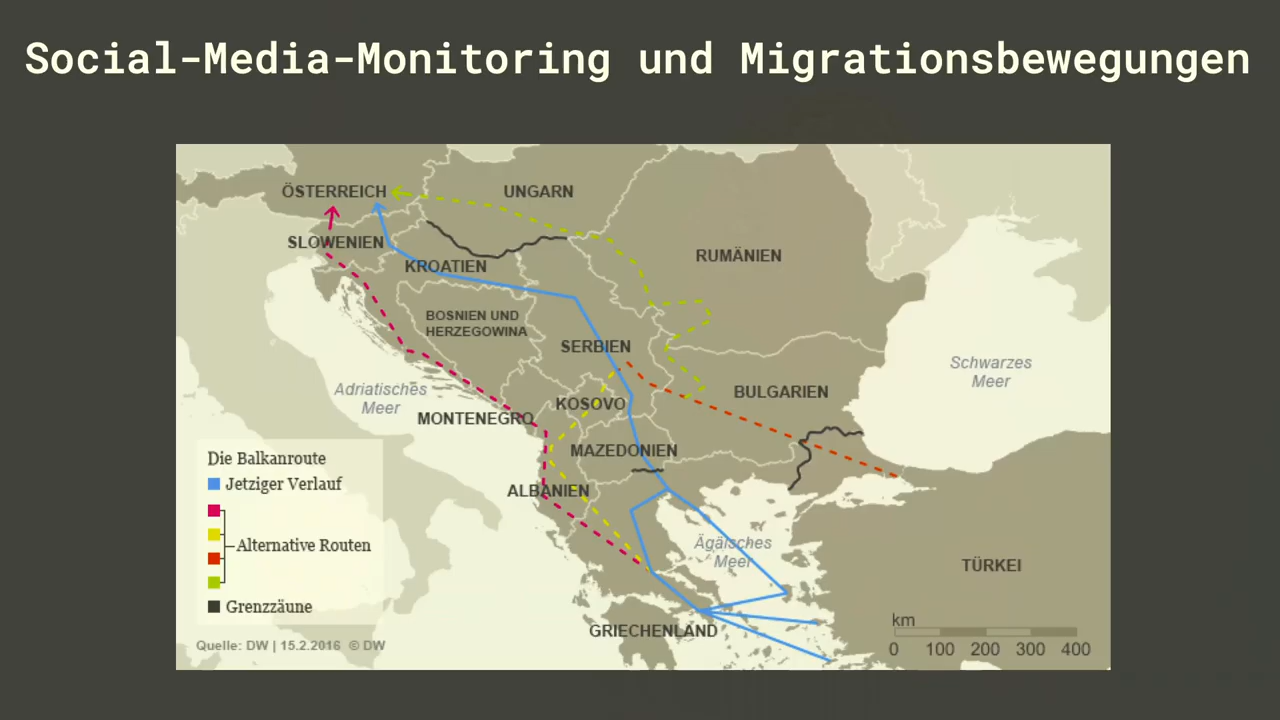 Social-Media-Monitoring und Migrationsbewegungen
ÖSTERREICH
UNGARN
SLOWENIEN
KROATIEN
RUMÄNIEN
BOSNIEN UND
HERZEGOWINA
SERBIEN
Schwarzes
Meer
Adriatisches
Meer
BULGARIEN
KOSOVO
MONTENEGRO
MAZEDONIEN
Die Balkanroute
Jetziger Verlauf
ALBANIEN
Alternative Routen
Ägäisches
Meer
TÜRKEI
Grenzzäune
GRIECHENLAND
km
0 100 200 300 400
Quelle: DW | 15.2.2016 © DW